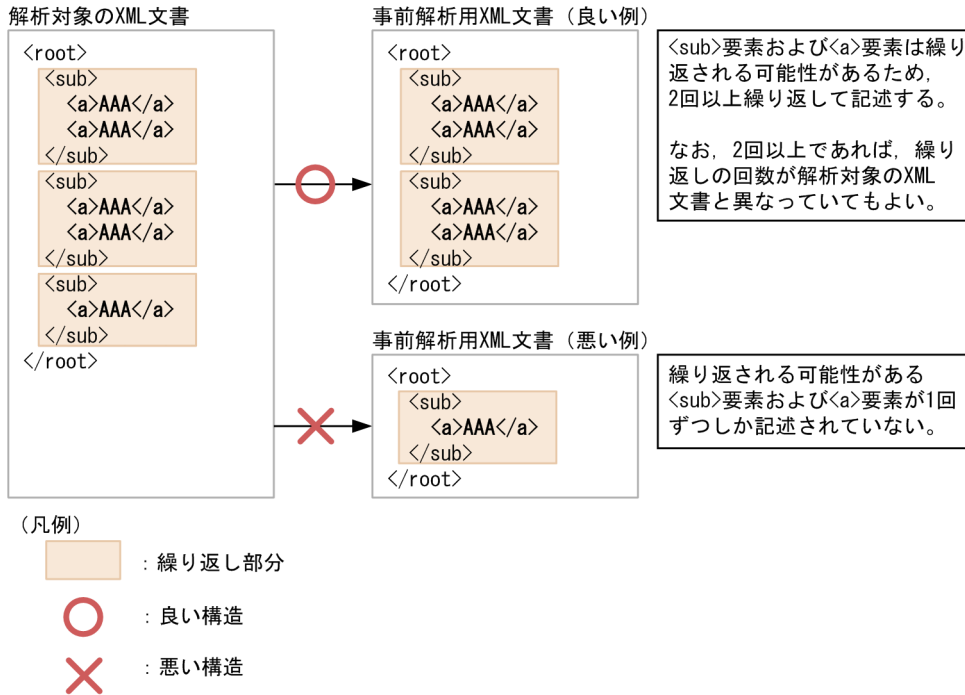 解析対象のXML文書
<root>
<sub>
<a>AAA</a>
<a>AAA</a>
</sub>
<sub>
<a>AAA</a>
<a>AAA</a>
</sub>
<sub>
<a>AAA</a>
</sub>
</root>
事前解析用XML文書（良い例）
<root>
<sub>
<a>AAA</a>
<a>AAA</a>
</sub>
<sub>
<a>AAA</a>
<a>AAA</a>
</sub>
</root>
<sub>要素および<a>要素は繰り
返される可能性があるため，
2回以上繰り返して記述する。
なお，2回以上であれば，繰り
返しの回数が解析対象のXML
文書と異なっていてもよい。
事前解析用XML文書（悪い例）
<root>
<sub>
<a>AAA</a>
</sub>
</root>
繰り返される可能性がある
<sub>要素および<a>要素が1回
ずつしか記述されていない。
（凡例）
：繰り返し部分
：良い構造
：悪い構造